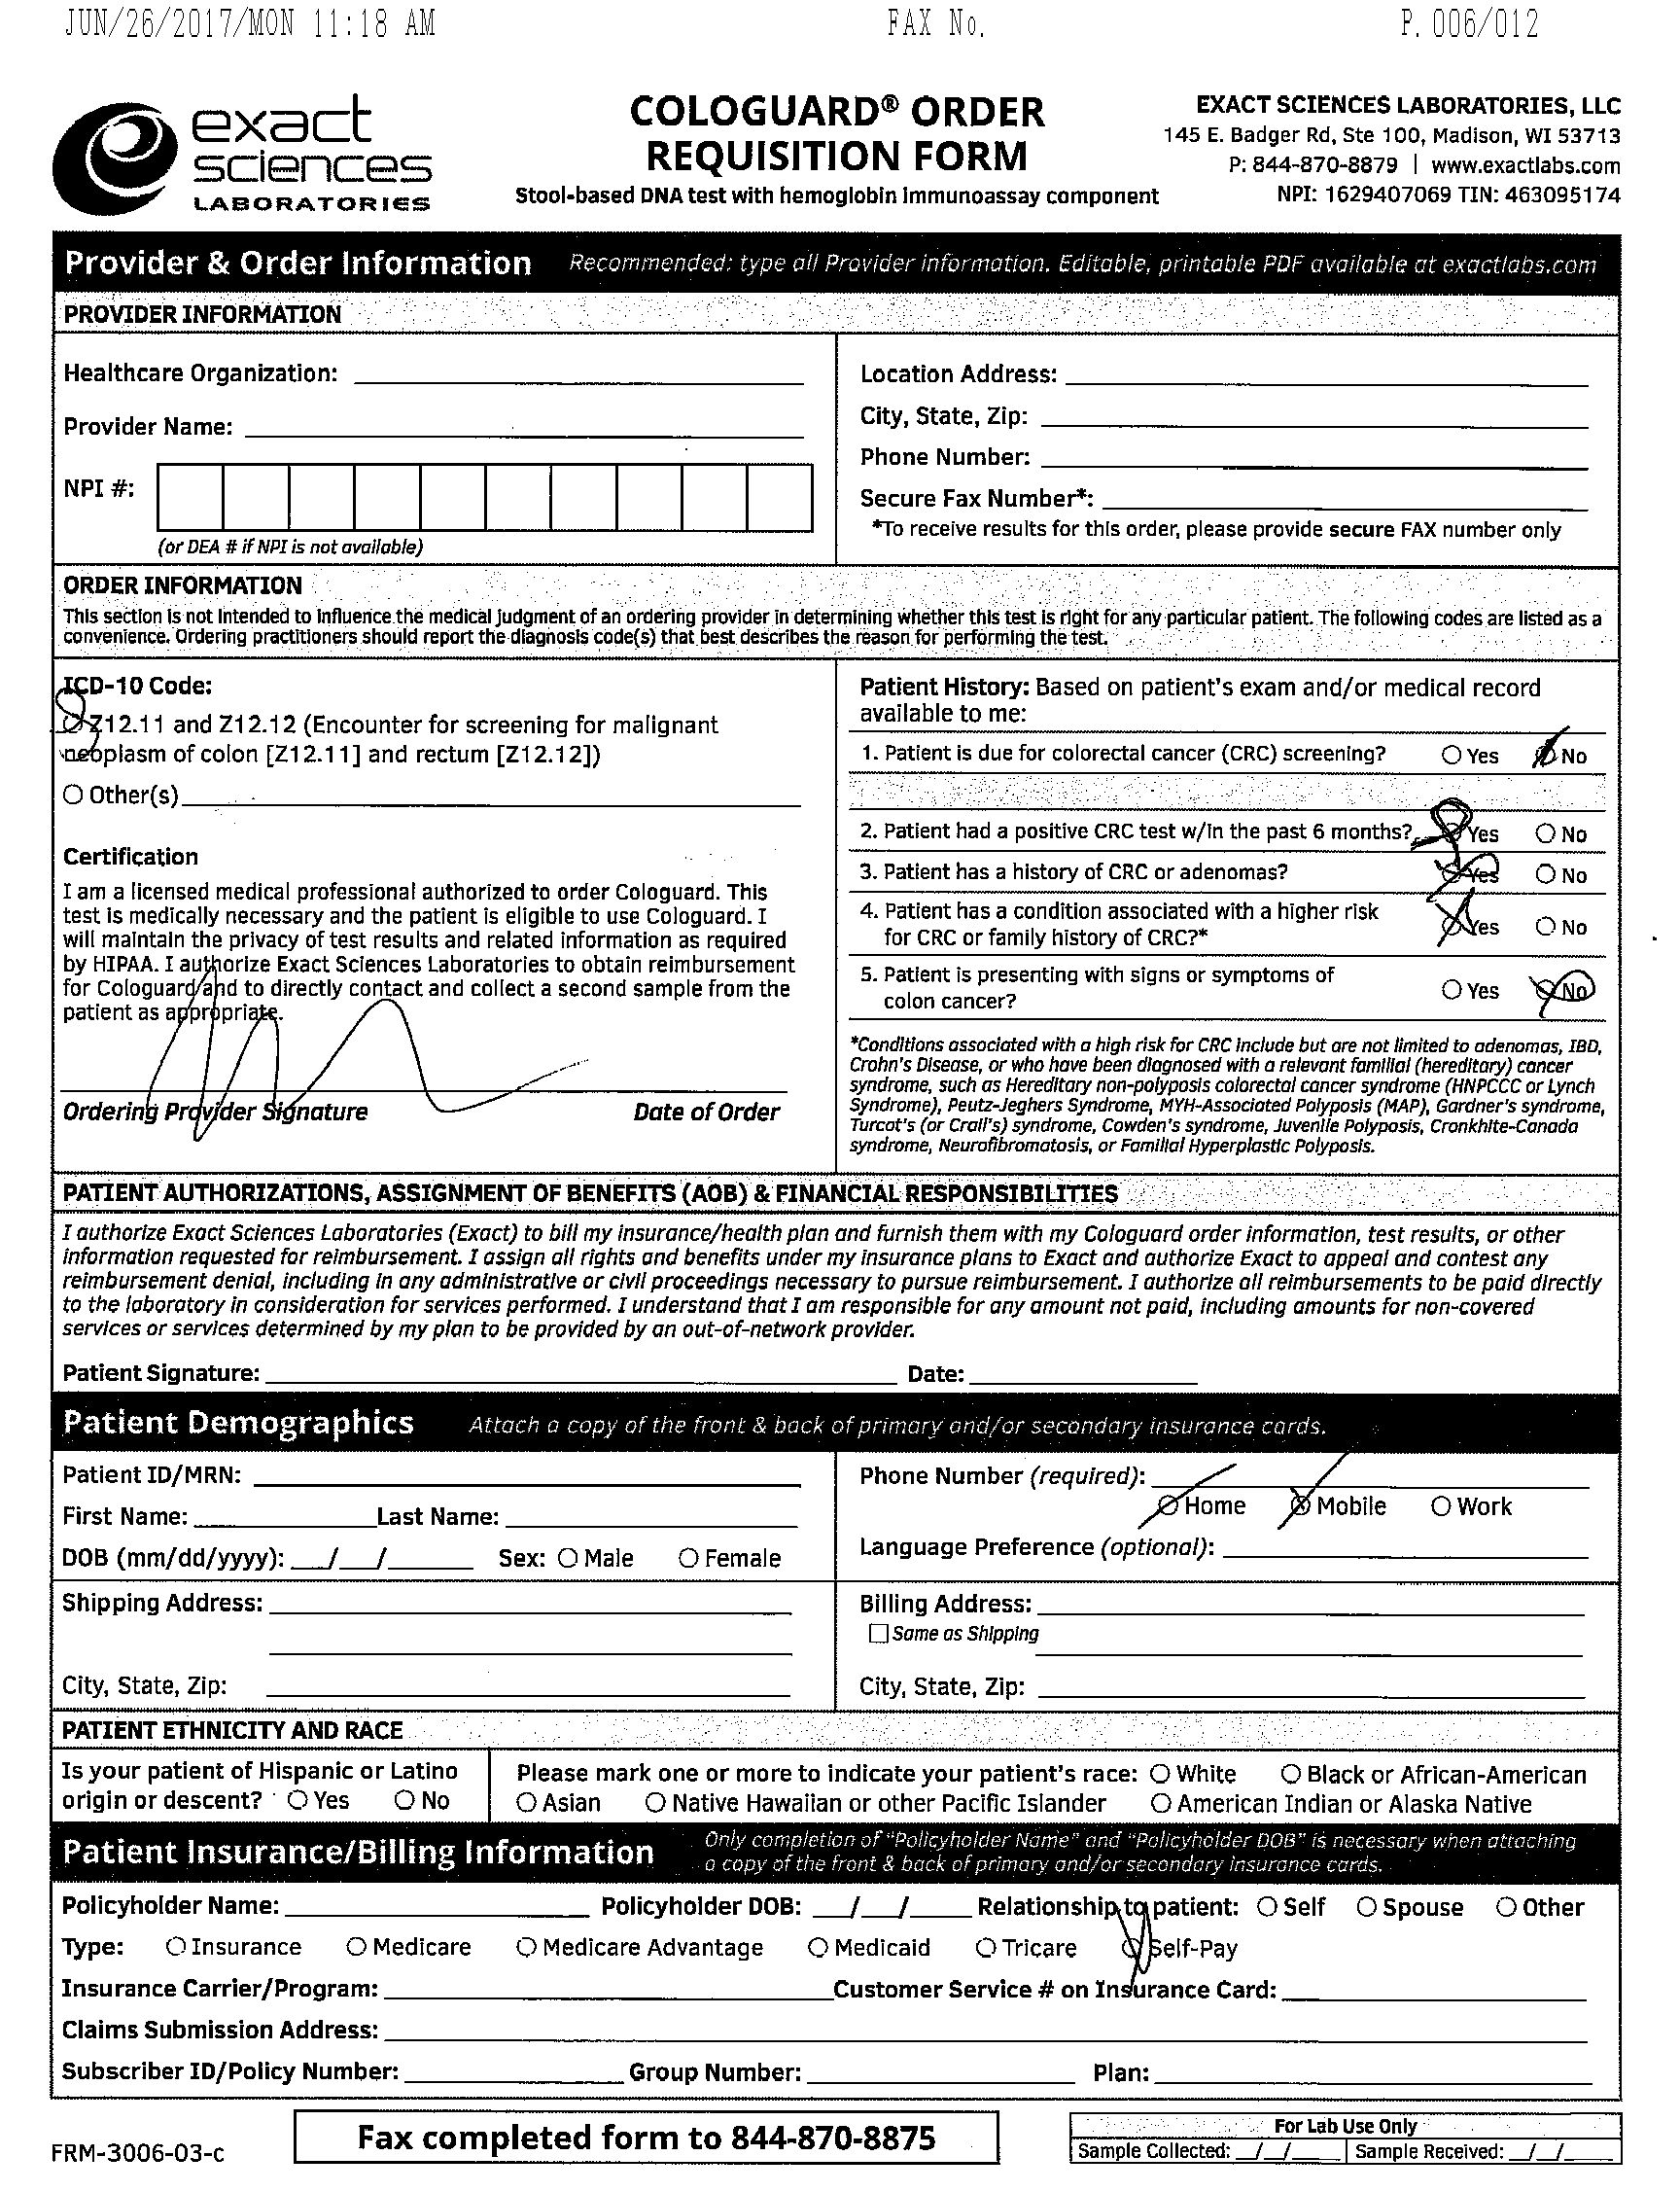 JUN/26/2017/MON 11:18 AM FAX No. P. 006/012
exact sciences LABORATORIES
COLOGUARD® ORDER REQUISITION FORM
Stool-based DNA test with hemoglobin immunoassay component
EXACT SCIENCES LABORATORIES, LLC
145 E. Badger Rd, Ste 100, Madison, WI 53713
P: 844-870-8879 | www.exactlabs.com
NPI: 1629407069 TIN: 463095174
Provider & Order Information Recommended: type all Provider information. Editable, printable PDF available at exactlabs.com
PROVIDER INFORMATION
Healthcare Organization:
Provider Name:
NPI #:
(or DEA # if NPI is not available)
Location Address:
City, State, Zip:
Phone Number:
Secure Fax Number*:
*To receive results for this order, please provide secure FAX number only
ORDER INFORMATION
This section is not intended to influence the medical judgment of an ordering provider in determining whether this test is right for any particular patient. The following codes are listed as a
convenience. Ordering practitioners should report the diagnosis code(s) that best describes the reason for performing the test.
ICD-10 Code:
Z12.11 and Z12.12 (Encounter for screening for malignant
neoplasm of colon [Z12.11] and rectum [Z12.12])
Other(s)
Certification
I am a licensed medical professional authorized to order Cologuard. This
test is medically necessary and the patient is eligible to use Cologuard. I
will maintain the privacy of test results and related information as required
by HIPAA. I authorize Exact Sciences Laboratories to obtain reimbursement
for Cologuard and to directly contact and collect a second sample from the
patient as appropriate.
Ordering Provider Signature Date of Order
Patient History: Based on patient's exam and/or medical record
available to me:
1. Patient is due for colorectal cancer (CRC) screening? Yes No
2. Patient had a positive CRC test w/in the past 6 months? Yes No
3. Patient has a history of CRC or adenomas? Yes No
4. Patient has a condition associated with a higher risk
for CRC or family history of CRC?* Yes No
5. Patient is presenting with signs or symptoms of
colon cancer? Yes No
*Conditions associated with a high risk for CRC include but are not limited to adenomas, IBD,
Crohn's Disease, or who have been diagnosed with a relevant familial (hereditary) cancer
syndrome, such as Hereditary non-polyposis colorectal cancer syndrome (HNPCCC or Lynch
Syndrome), Peutz-Jeghers Syndrome, MYH-Associated Polyposis (MAP), Gardner's syndrome,
Turcot's (or Crail's) syndrome, Cowden's syndrome, Juvenile Polyposis, Cronkhite-Canada
syndrome, Neurofibromatosis, or Familial Hyperplastic Polyposis.
PATIENT AUTHORIZATIONS, ASSIGNMENT OF BENEFITS (AOB) & FINANCIAL RESPONSIBILITIES
I authorize Exact Sciences Laboratories (Exact) to bill my insurance/health plan and furnish them with my Cologuard order information, test results, or other
information requested for reimbursement. I assign all rights and benefits under my insurance plans to Exact and authorize Exact to appeal and contest any
reimbursement denial, including in any administrative or civil proceedings necessary to pursue reimbursement. I authorize all reimbursements to be paid directly
to the laboratory in consideration for services performed. I understand that I am responsible for any amount not paid, including amounts for non-covered
services or services determined by my plan to be provided by an out-of-network provider.
Patient Signature: Date:
Patient Demographics Attach a copy of the front & back of primary and/or secondary insurance cards.
Patient ID/MRN:
First Name: Last Name:
DOB (mm/dd/yyyy): __/__/____ Sex: Male Female
Phone Number (required):
Home Mobile Work
Language Preference (optional):
Shipping Address:
City, State, Zip:
Billing Address:
Same as Shipping
City, State, Zip:
PATIENT ETHNICITY AND RACE
Is your patient of Hispanic or Latino
origin or descent? Yes No
Please mark one or more to indicate your patient's race: White Black or African-American
Asian Native Hawaiian or other Pacific Islander American Indian or Alaska Native
Patient Insurance/Billing Information Only completion of "Policyholder Name" and "Policyholder DOB" is necessary when attaching
a copy of the front & back of primary and/or secondary insurance cards.
Policyholder Name: Policyholder DOB: __/__/____ Relationship to patient: Self Spouse Other
Type: Insurance Medicare Medicare Advantage Medicaid Tricare Self-Pay
Insurance Carrier/Program: Customer Service # on Insurance Card:
Claims Submission Address:
Subscriber ID/Policy Number: Group Number: Plan:
FRM-3006-03-c
Fax completed form to 844-870-8875
For Lab Use Only
Sample Collected: __/__/____ Sample Received: __/__/____